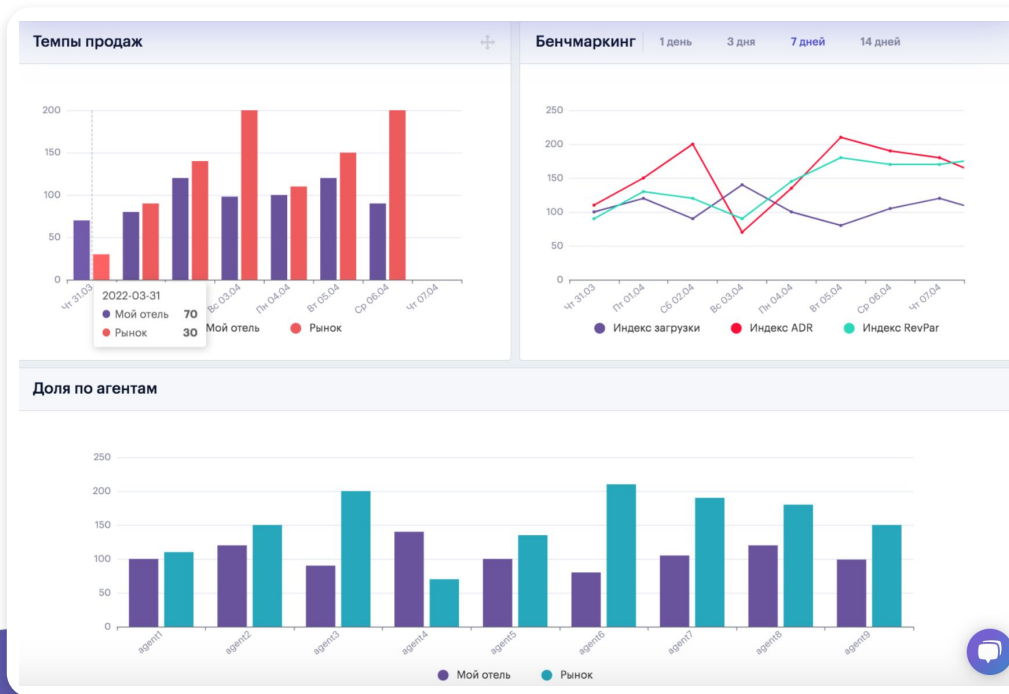 Темпы продаж
200
150
100
50
0
Чт 31.03
Вс 03.04
Пн 04.04
Вт 05.04
Ср 06.04
Чт 07.04
2022-03-31
Мой отель 70
Рынок 30
Мой отель Рынок
Бенчмаркинг 1 день 3 дня 7 дней 14 дней
250
200
150
100
50
0
Чт 31.03
Пт 01.04
Сб 02.04
Вс 03.04
Пн 04.04
Вт 05.04
Ср 06.04
Чт 07.04
Индекс загрузки Индекс ADR Индекс RevPar
Доля по агентам
250
200
150
100
50
0
agent1
agent2
agent3
agent4
agent5
agent6
agent7
agent8
agent9
Мой отель Рынок